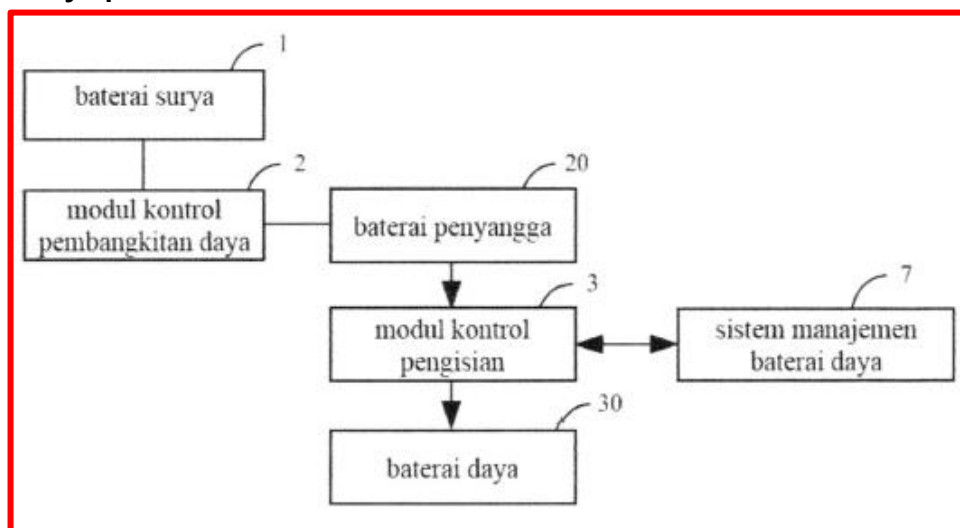 1
baterai surya
2
modul kontrol
pembangkitan daya
20
baterai penyangga
3
modul kontrol
pengisian
7
sistem manajemen
baterai daya
30
baterai daya